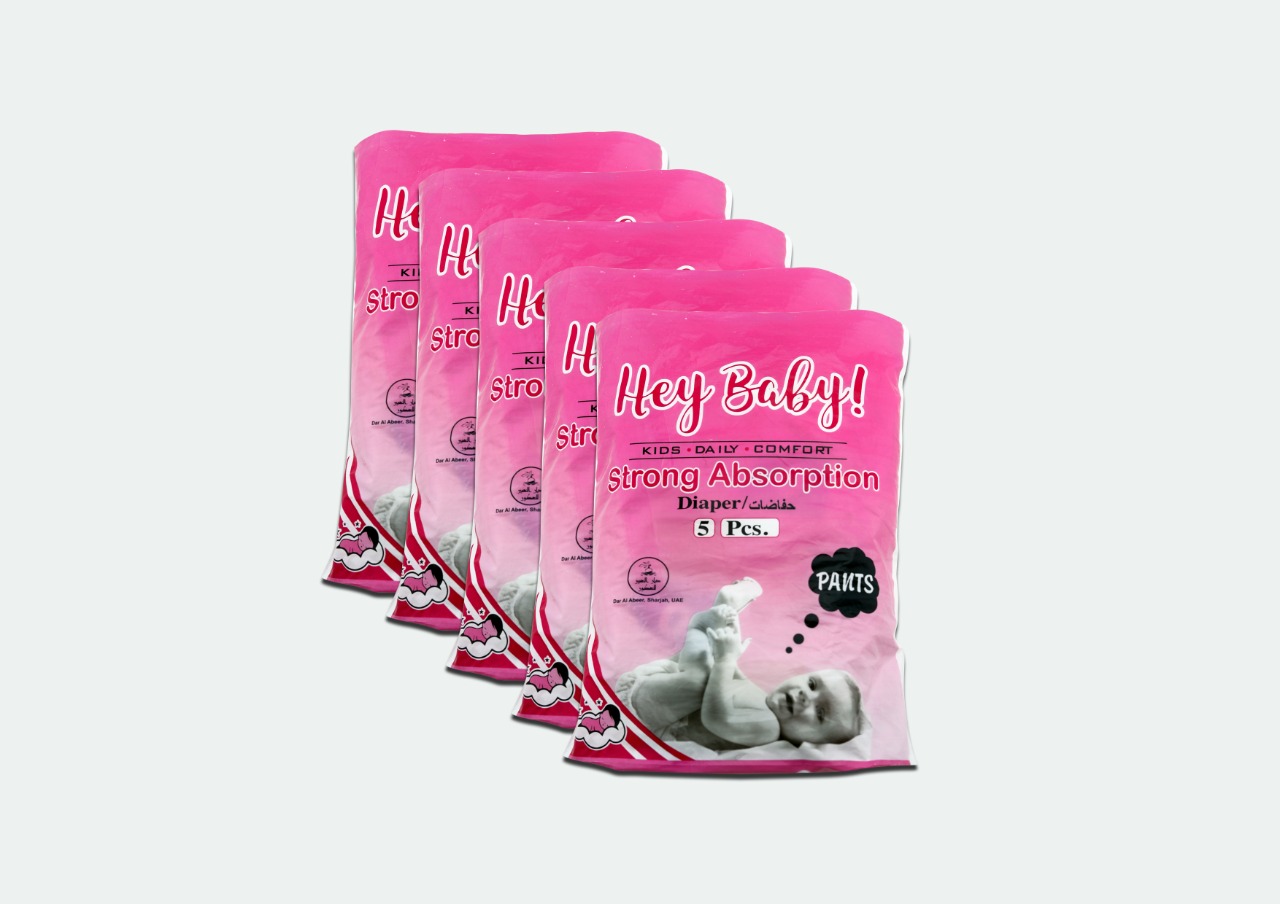 Hey Baby!
KIDS • DAILY • COMFORT
Strong Absorption
Diaper/حفاضات
5 Pcs.
PANTS
Dar Al Abeer, Sharjah, UAE